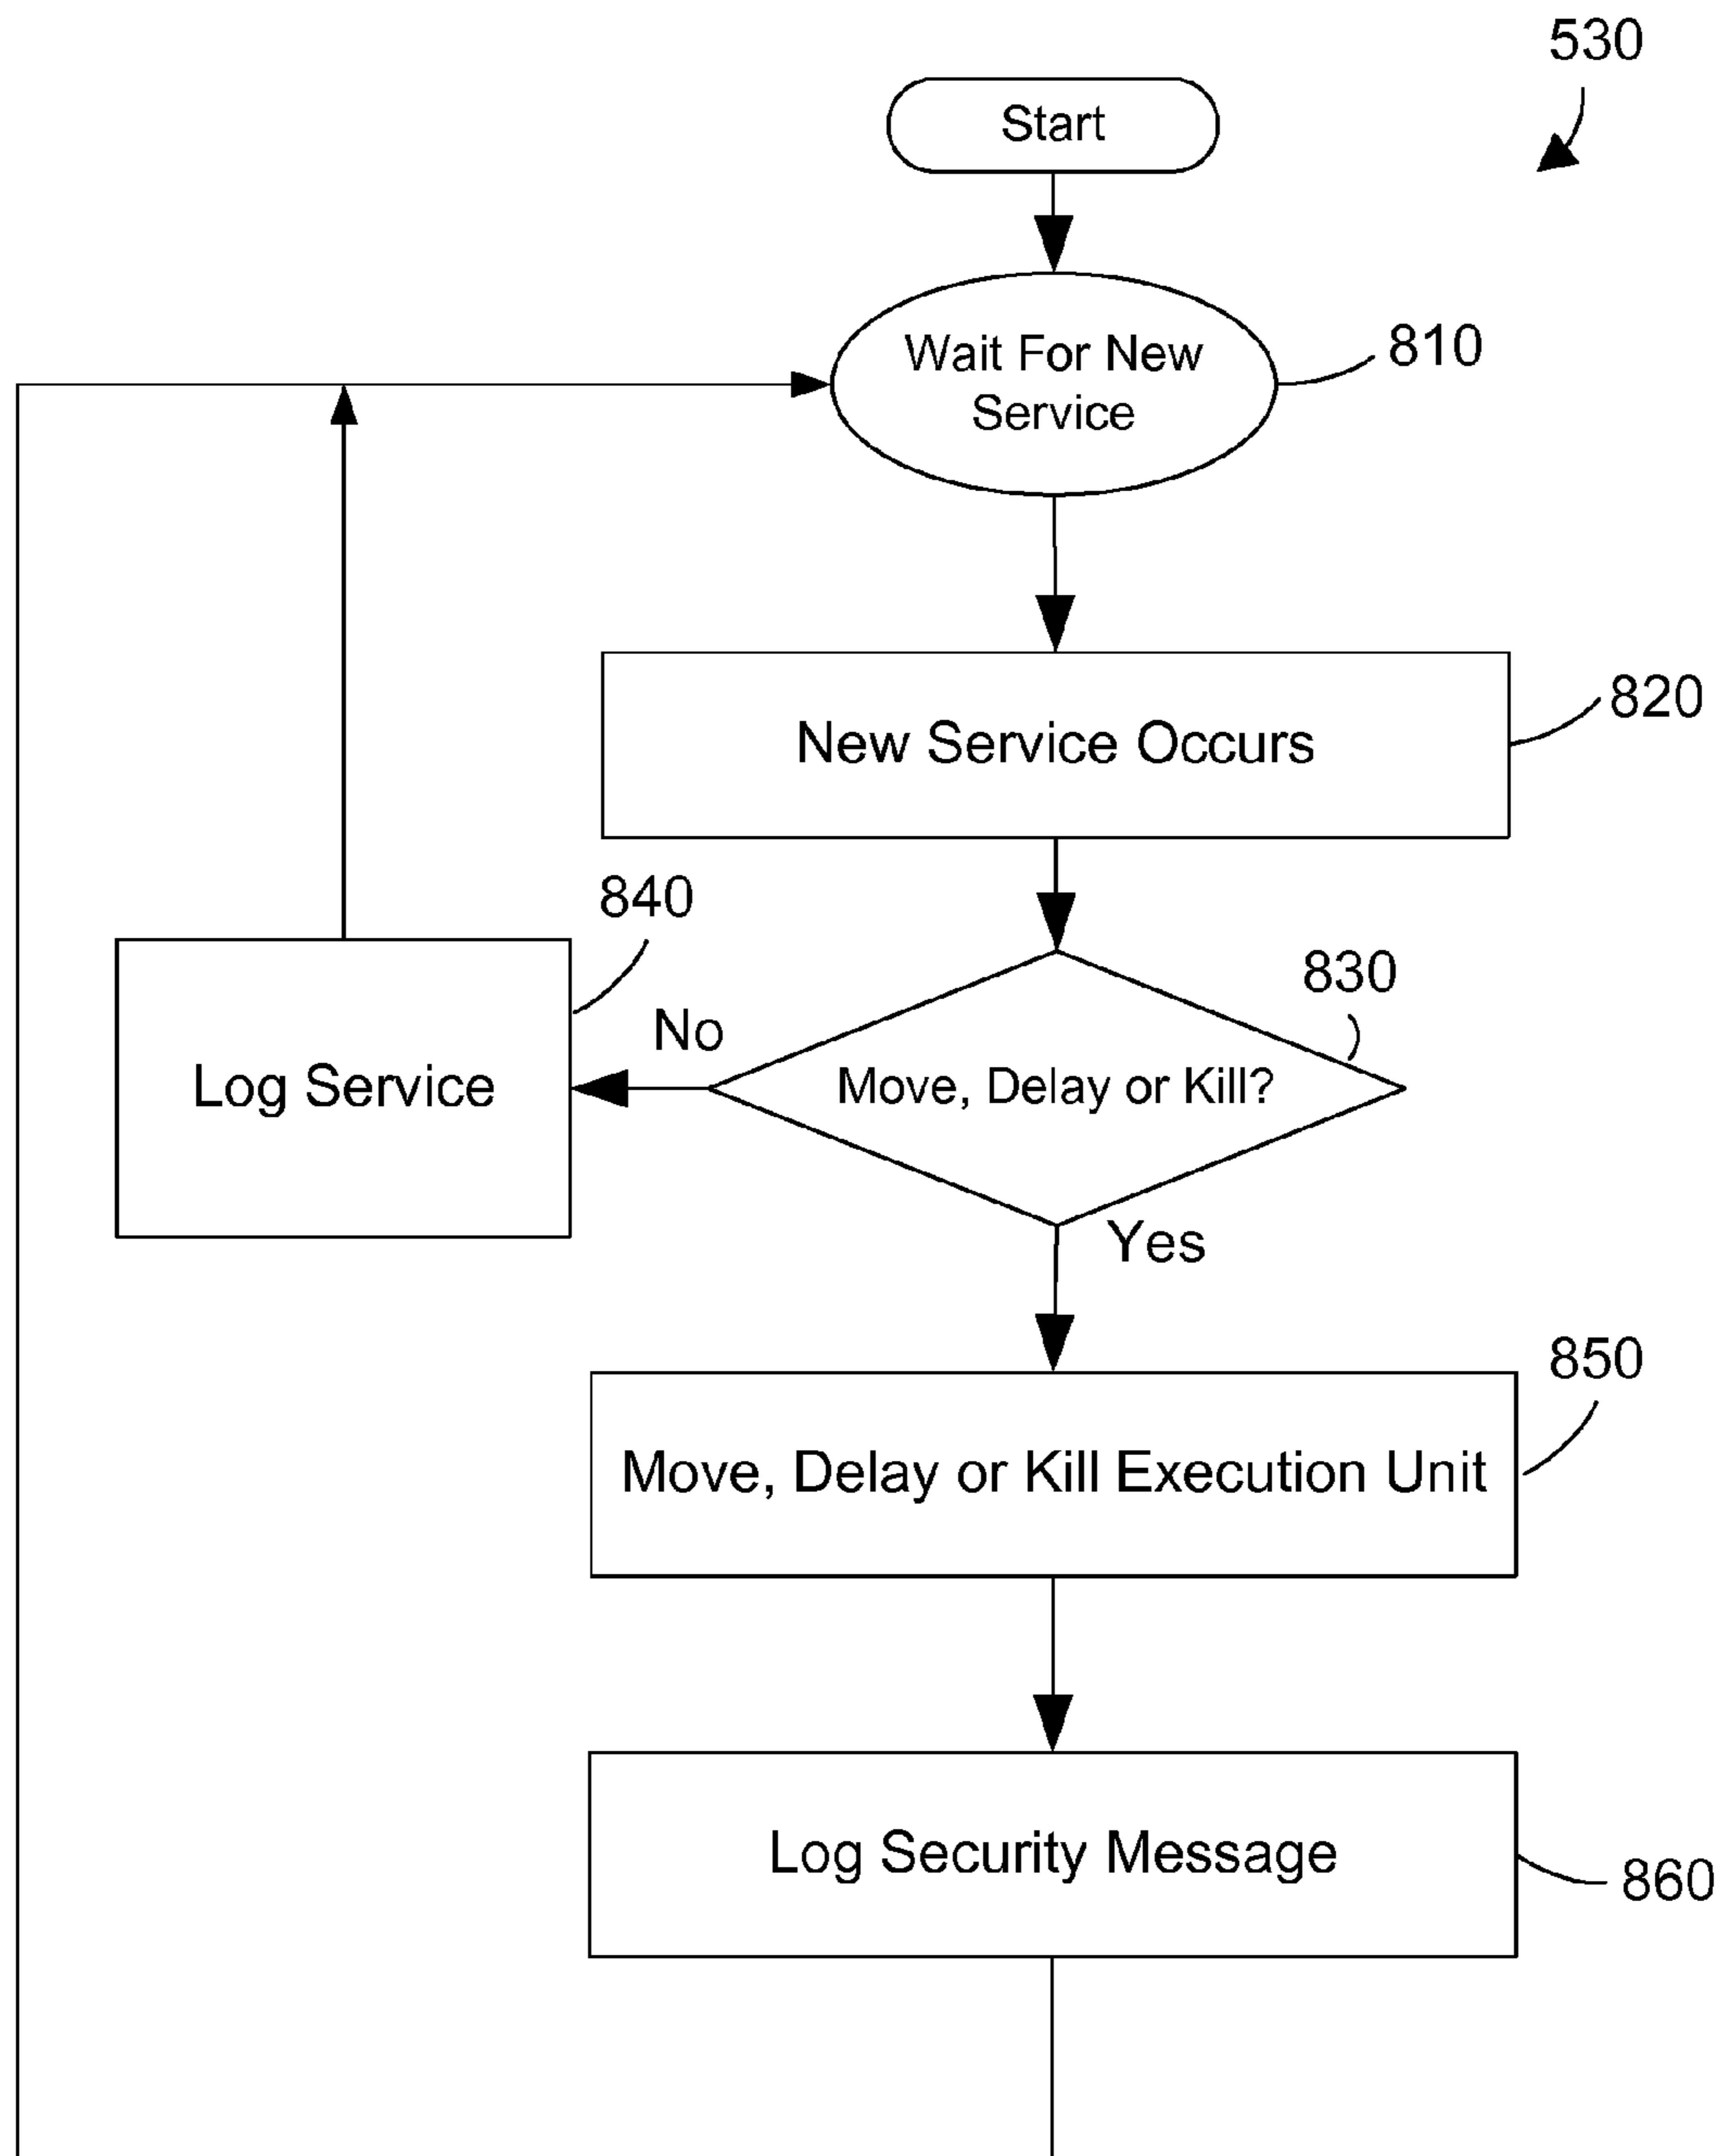 530
Start
Wait For New
Service
810
New Service Occurs
820
840
830
No
Log Service
Move, Delay or Kill?
Yes
850
Move, Delay or Kill Execution Unit
Log Security Message
860